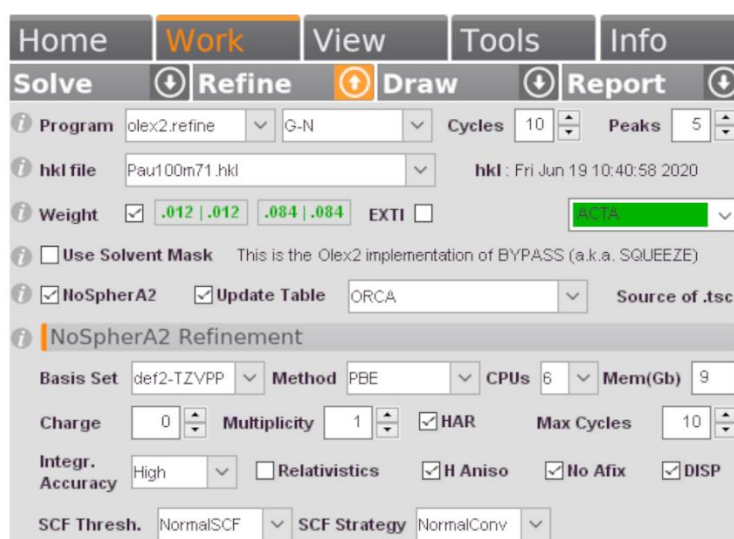 Home Work View Tools Info
Solve Refine Draw Report
Program olex2.refine G-N Cycles 10 Peaks 5
hkl file Pau100m71.hkl hkl : Fri Jun 19 10:40:58 2020
Weight .012 | .012 .084 | .084 EXTI ACTA
Use Solvent Mask This is the Olex2 implementation of BYPASS (a.k.a. SQUEEZE)
NoSpherA2 Update Table ORCA Source of .tsc
NoSpherA2 Refinement
Basis Set def2-TZVPP Method PBE CPUs 6 Mem(Gb) 9
Charge 0 Multiplicity 1 HAR Max Cycles 10
Integr. Accuracy High Relativistics H Aniso No Afix DISP
SCF Thresh. NormalSCF SCF Strategy NormalConv